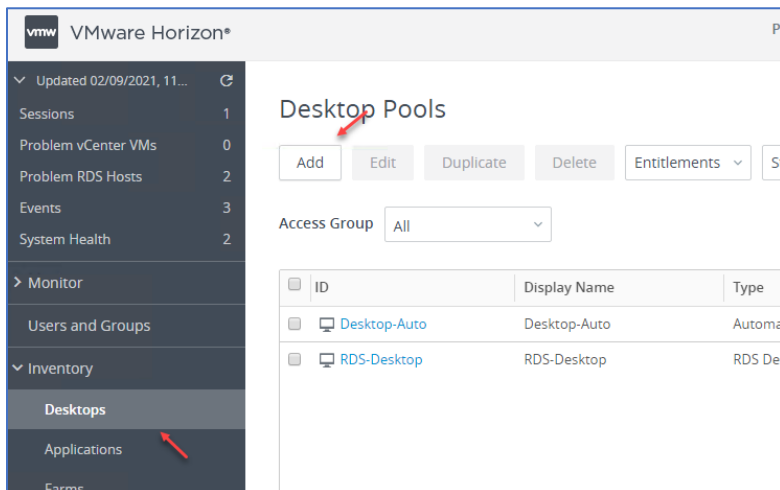 vmw VMware Horizon®
P
Updated 02/09/2021, 11...
Sessions 1
Problem vCenter VMs 0
Problem RDS Hosts 2
Events 3
System Health 2
Monitor
Users and Groups
Inventory
Desktops
Applications
Farms
Desktop Pools
Add Edit Duplicate Delete Entitlements S
Access Group All
ID Display Name Type
Desktop-Auto Desktop-Auto Automa
RDS-Desktop RDS-Desktop RDS De